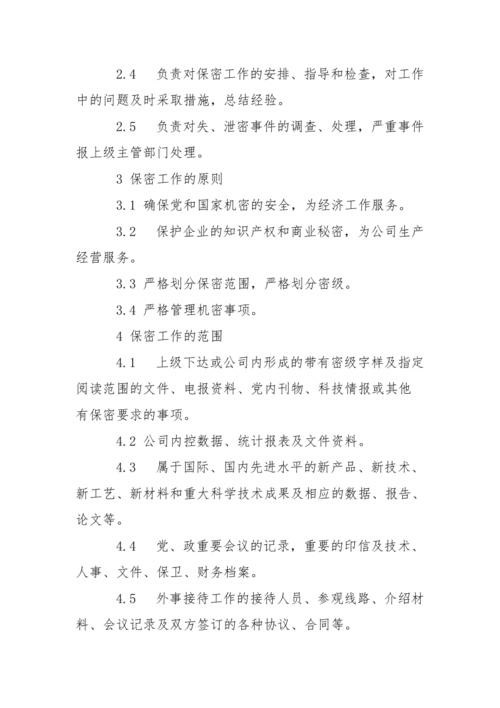 2.4 负责对保密工作的安排、指导和检查，对工作
中的问题及时采取措施，总结经验。
2.5 负责对失、泄密事件的调查、处理，严重事件
报上级主管部门处理。
3 保密工作的原则
3.1 确保党和国家机密的安全，为经济工作服务。
3.2 保护企业的知识产权和商业秘密，为公司生产
经营服务。
3.3 严格划分保密范围，严格划分密级。
3.4 严格管理机密事项。
4 保密工作的范围
4.1 上级下达或公司内形成的带有密级字样及指定
阅读范围的文件、电报资料、党内刊物、科技情报或其他
有保密要求的事项。
4.2 公司内控数据、统计报表及文件资料。
4.3 属于国际、国内先进水平的新产品、新技术、
新工艺、新材料和重大科学技术成果及相应的数据、报告、
论文等。
4.4 党、政重要会议的记录，重要的印信及技术、
人事、文件、保卫、财务档案。
4.5 外事接待工作的接待人员、参观线路、介绍材
料、会议记录及双方签订的各种协议、合同等。